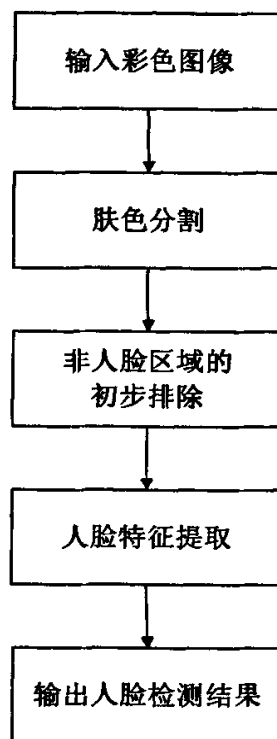 输入彩色图像
肤色分割
非人脸区域的
初步排除
人脸特征提取
输出人脸检测结果